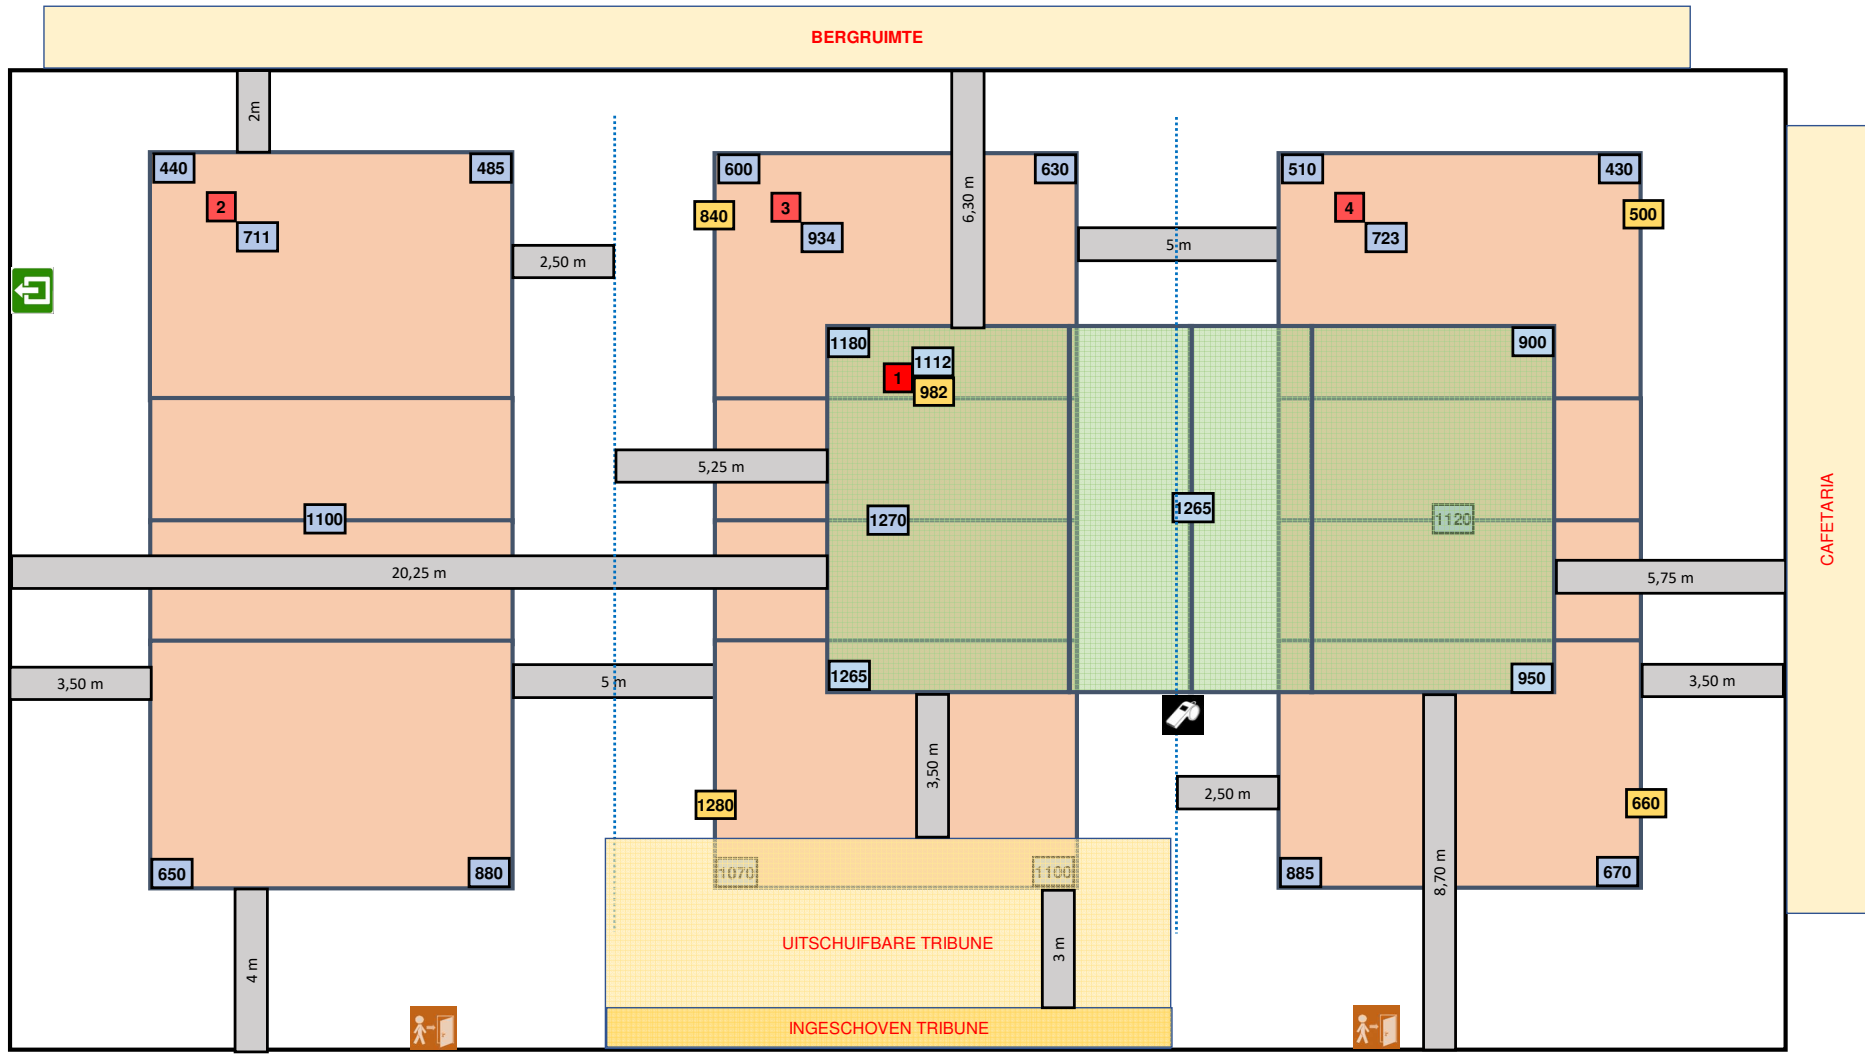 BERGRUIMTE
2m
440
485
600
630
510
430
2
711
840
3
934
6,30 m
4
723
500
2,50 m
5 m
1180
1112
1
982
900
5,25 m
1100
1270
1265
1120
CAFETARIA
20,25 m
5,75 m
3,50 m
5 m
1265
950
3,50 m
3,50 m
2,50 m
1280
660
650
880
1070
1100
885
8,70 m
670
4 m
UITSCHUIFBARE TRIBUNE
3 m
INGESCHOVEN TRIBUNE